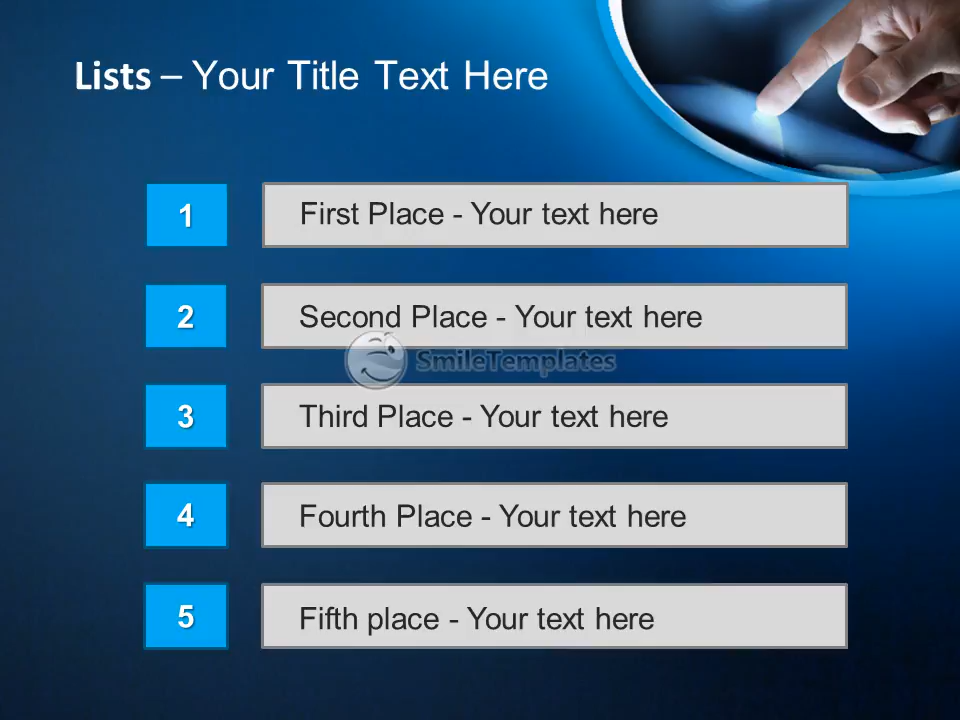 Lists – Your Title Text Here
1 First Place - Your text here
2 Second Place - Your text here
SmileTemplates
3 Third Place - Your text here
4 Fourth Place - Your text here
5 Fifth place - Your text here